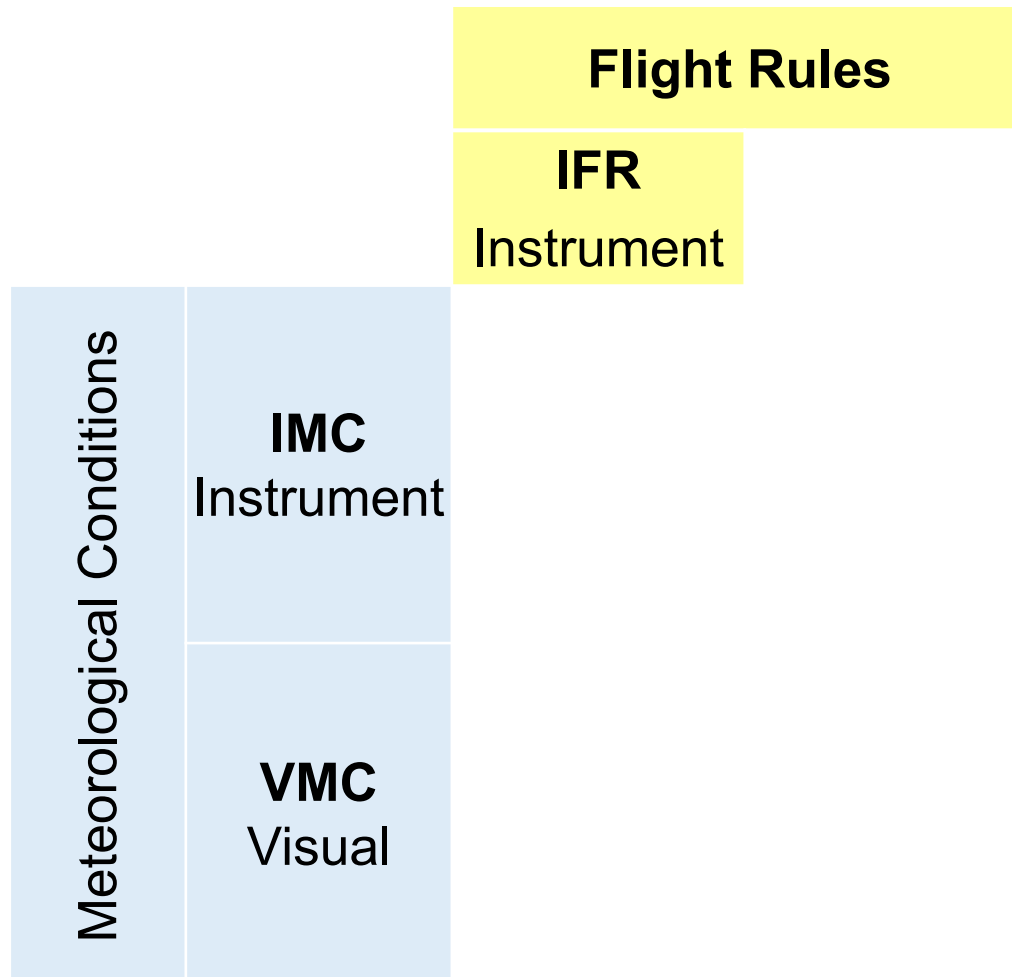 Flight Rules
IFR
Instrument
Meteorological Conditions
IMC
Instrument
VMC
Visual